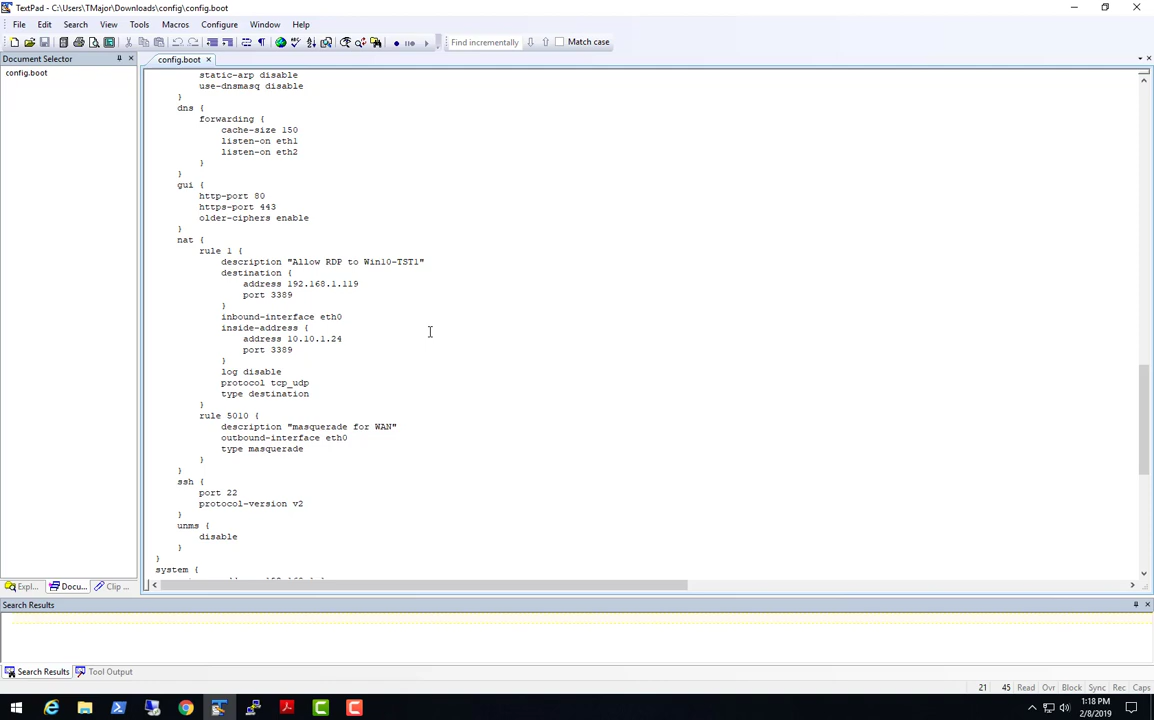 TextPad - C:\Users\TMajor\Downloads\config\config.boot
File Edit Search View Tools Macros Configure Window Help
Find incrementally Match case
Document Selector
config.boot
config.boot
static-arp disable
use-dnsmasq disable
}
dns {
forwarding {
cache-size 150
listen-on eth1
listen-on eth2
}
}
gui {
http-port 80
https-port 443
older-ciphers enable
}
nat {
rule 1 {
description "Allow RDP to Win10-TST1"
destination {
address 192.168.1.119
port 3389
}
inbound-interface eth0
inside-address {
address 10.10.1.24
port 3389
}
log disable
protocol tcp_udp
type destination
}
rule 5010 {
description "masquerade for WAN"
outbound-interface eth0
type masquerade
}
}
ssh {
port 22
protocol-version v2
}
unms {
disable
}
}
system {
Expl... Docu... Clip ...
Search Results
Search Results Tool Output
21 45 Read Ovr Block Sync Rec Caps
1:18 PM
2/8/2019